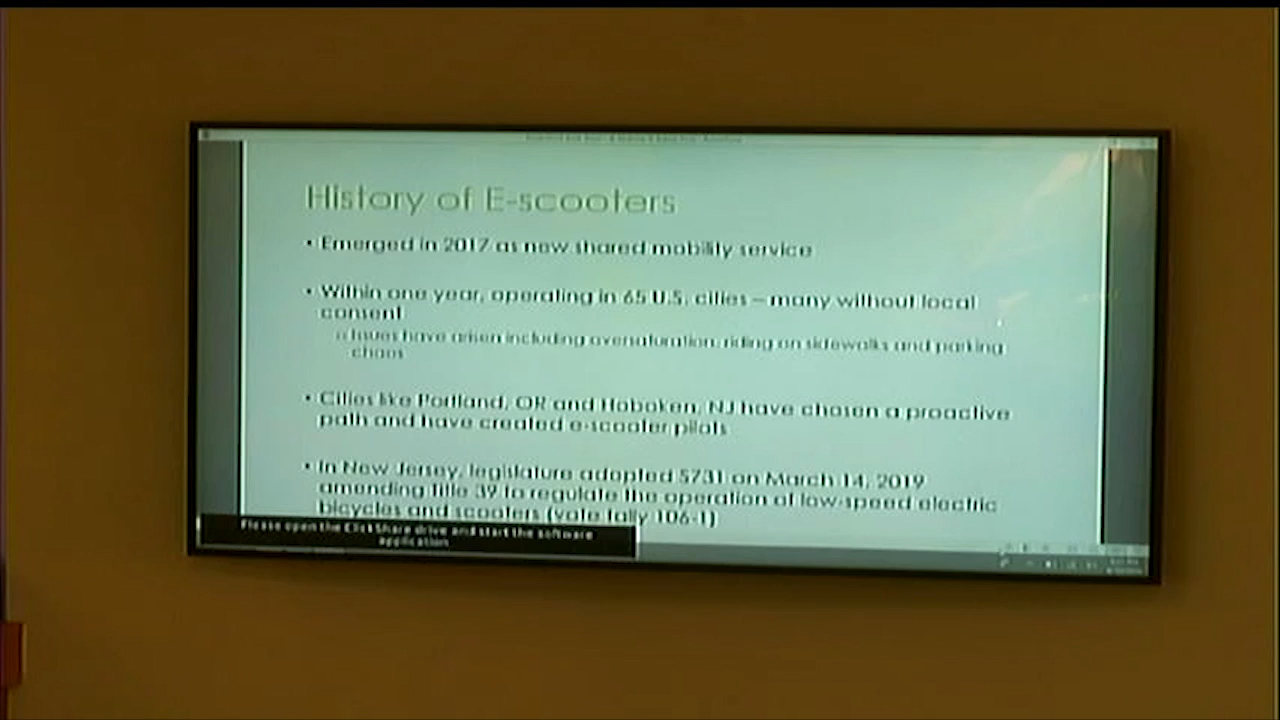 History of E-scooters
• Emerged in 2017 as new shared mobility service
• Within one year, operating in 65 U.S. cities – many without local
consent
o Issues have arisen including oversaturation, riding on sidewalks and parking
chaos
• Cities like Portland, OR and Hoboken, NJ have chosen a proactive
path and have created e-scooter pilots
• In New Jersey, legislature adopted S731 on March 14, 2019
amending title 39 to regulate the operation of low-speed electric
bicycles and scooters (vote tally 106-1)
Please open the ClickShare drive and start the software
application